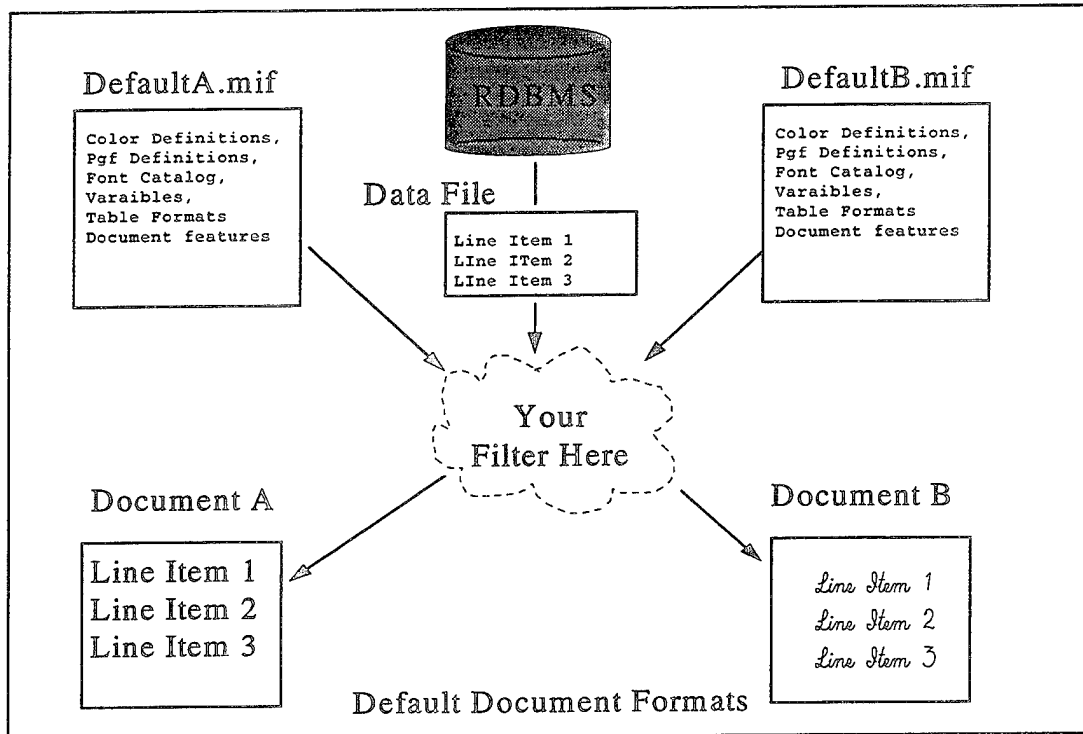 RDBMS
DefaultA.mif
Color Definitions,
Pgf Definitions,
Font Catalog,
Varaibles,
Table Formats
Document features
Data File
Line Item 1
LIne ITem 2
LIne Item 3
DefaultB.mif
Color Definitions,
Pgf Definitions,
Font Catalog,
Varaibles,
Table Formats
Document features
Your
Filter Here
Document A
Line Item 1
Line Item 2
Line Item 3
Document B
Line Item 1
Line Item 2
Line Item 3
Default Document Formats